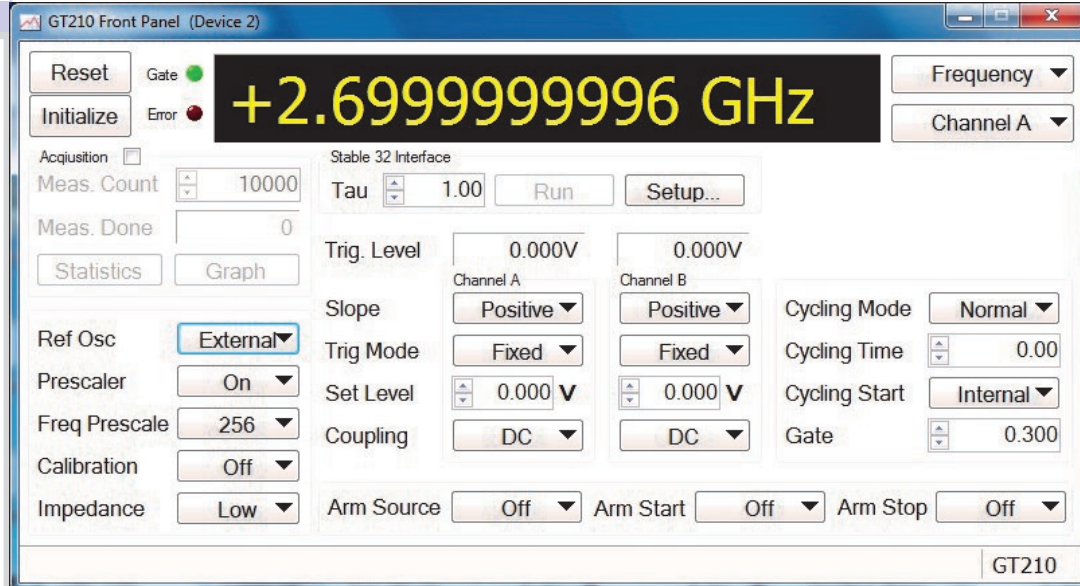 GT210 Front Panel (Device 2)
Reset Gate +2.6999999996 GHz Frequency
Initialize Error Channel A
Acqiusition
Meas. Count 10000
Meas. Done 0
Statistics Graph
Stable 32 Interface
Tau 1.00 Run Setup...
Trig. Level 0.000V 0.000V
Channel A Channel B
Slope Positive Positive
Trig Mode Fixed Fixed
Set Level 0.000 V 0.000 V
Coupling DC DC
Cycling Mode Normal
Cycling Time 0.00
Cycling Start Internal
Gate 0.300
Ref Osc External
Prescaler On
Freq Prescale 256
Calibration Off
Impedance Low
Arm Source Off Arm Start Off Arm Stop Off
GT210